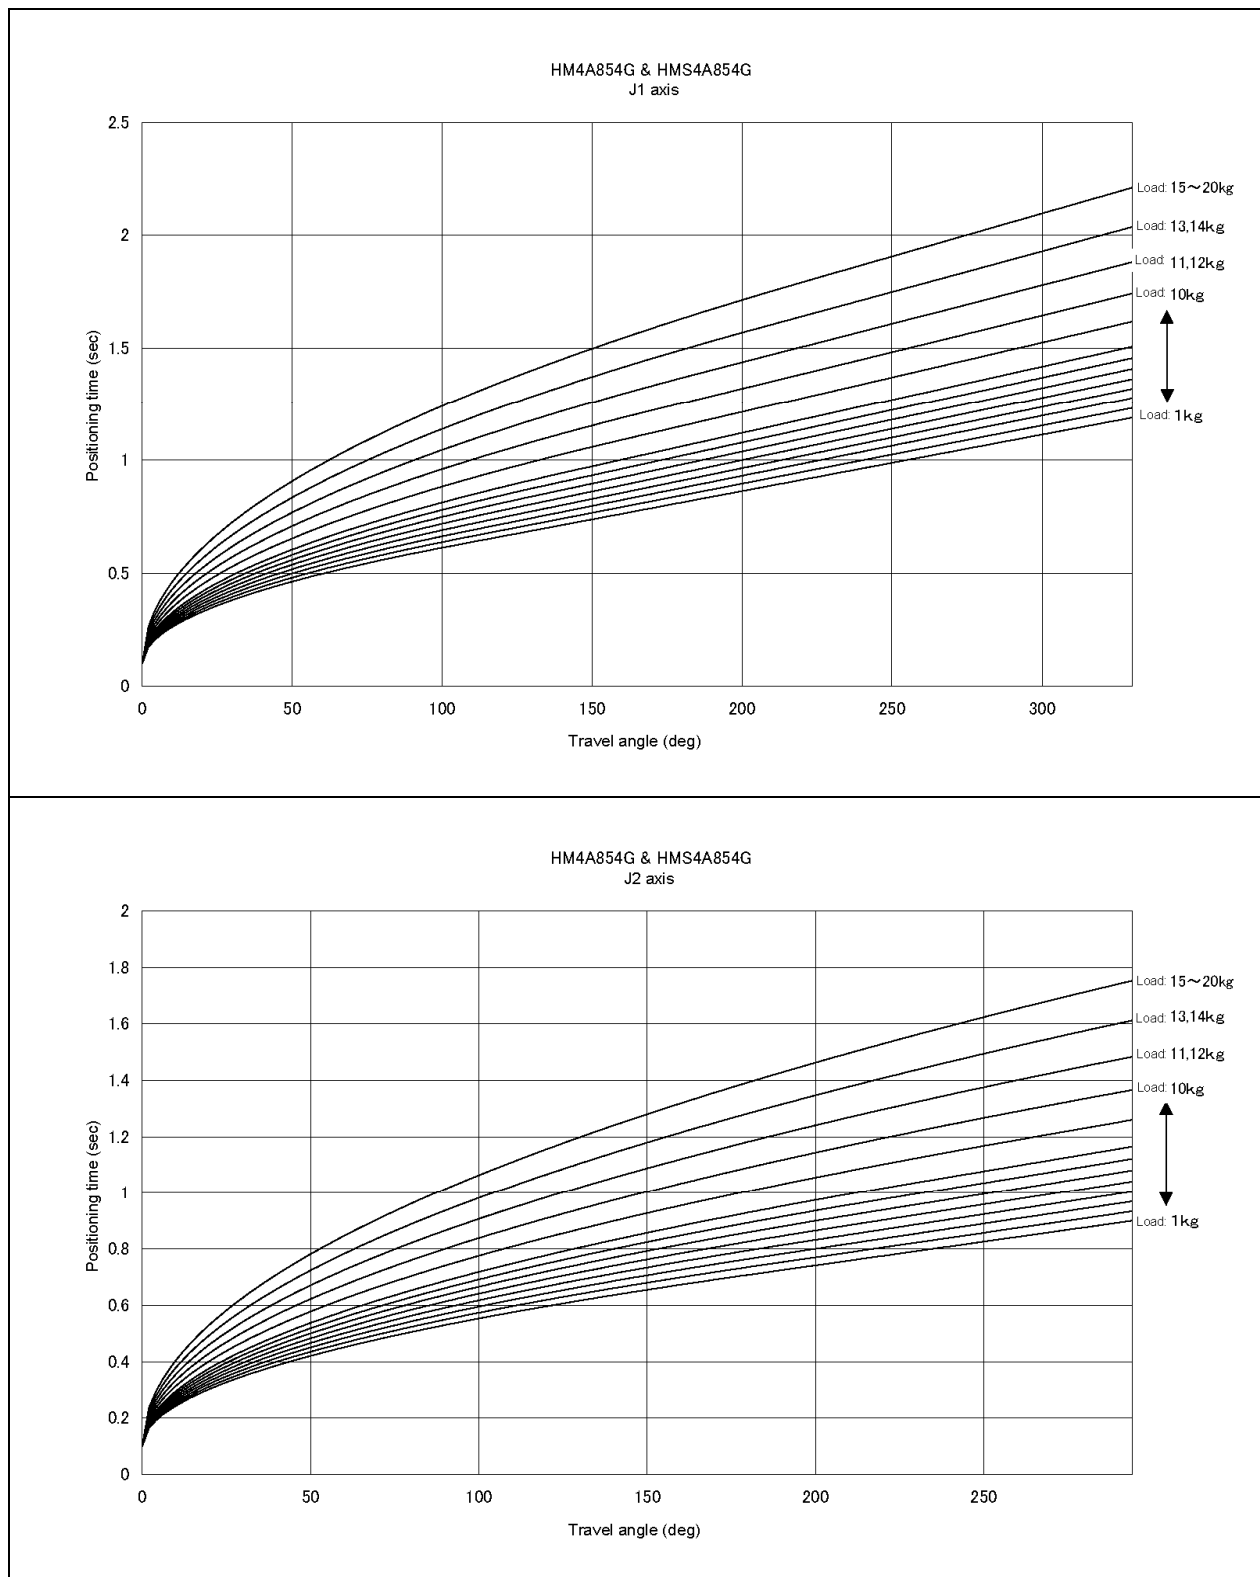 HM4A854G & HMS4A854G
J1 axis
2.5
2
1.5
1
0.5
0
Positioning time (sec)
Load: 15～20kg
Load: 13,14kg
Load: 11,12kg
Load: 10kg
Load: 1kg
0 50 100 150 200 250 300
Travel angle (deg)
HM4A854G & HMS4A854G
J2 axis
2
1.8
1.6
1.4
1.2
1
0.8
0.6
0.4
0.2
0
Positioning time (sec)
Load: 15～20kg
Load: 13,14kg
Load: 11,12kg
Load: 10kg
Load: 1kg
0 50 100 150 200 250
Travel angle (deg)